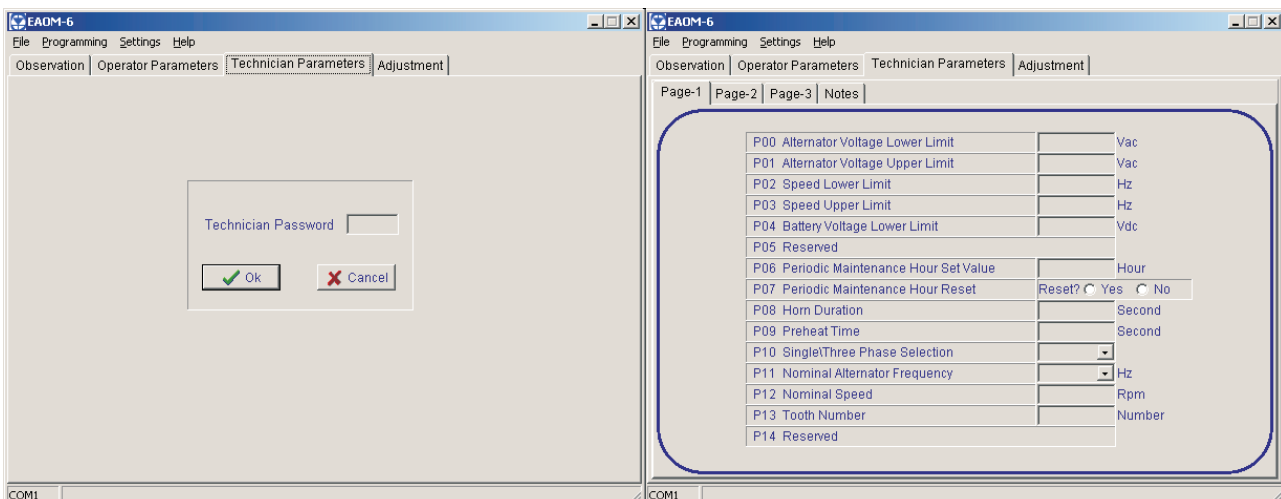 EAOM-6
File Programming Settings Help
Observation Operator Parameters Technician Parameters Adjustment
Technician Password
Ok Cancel
COM1
EAOM-6
File Programming Settings Help
Observation Operator Parameters Technician Parameters Adjustment
Page-1 Page-2 Page-3 Notes
P00 Alternator Voltage Lower Limit Vac
P01 Alternator Voltage Upper Limit Vac
P02 Speed Lower Limit Hz
P03 Speed Upper Limit Hz
P04 Battery Voltage Lower Limit Vdc
P05 Reserved
P06 Periodic Maintenance Hour Set Value Hour
P07 Periodic Maintenance Hour Reset Reset? Yes No
P08 Horn Duration Second
P09 Preheat Time Second
P10 Single\Three Phase Selection
P11 Nominal Alternator Frequency Hz
P12 Nominal Speed Rpm
P13 Tooth Number Number
P14 Reserved
COM1